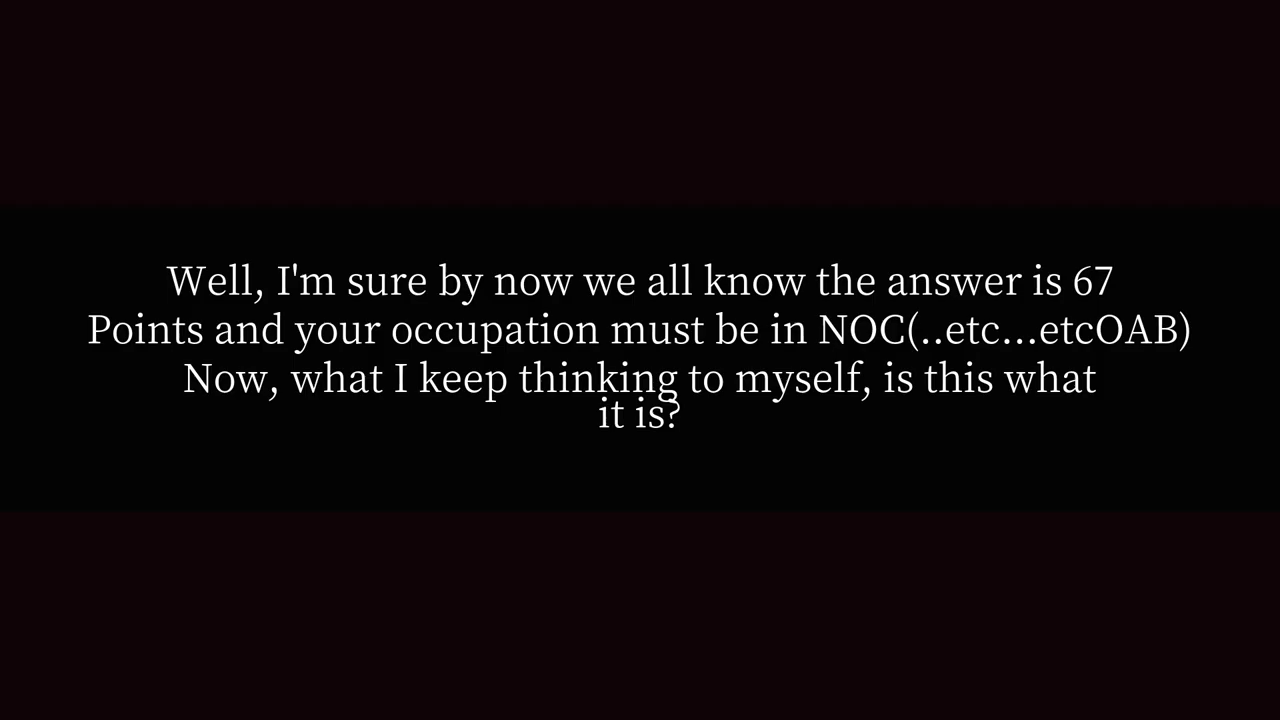 Well, I'm sure by now we all know the answer is 67
Points and your occupation must be in NOC(..etc...etcOAB)
Now, what I keep thinking to myself, is this what
it is?